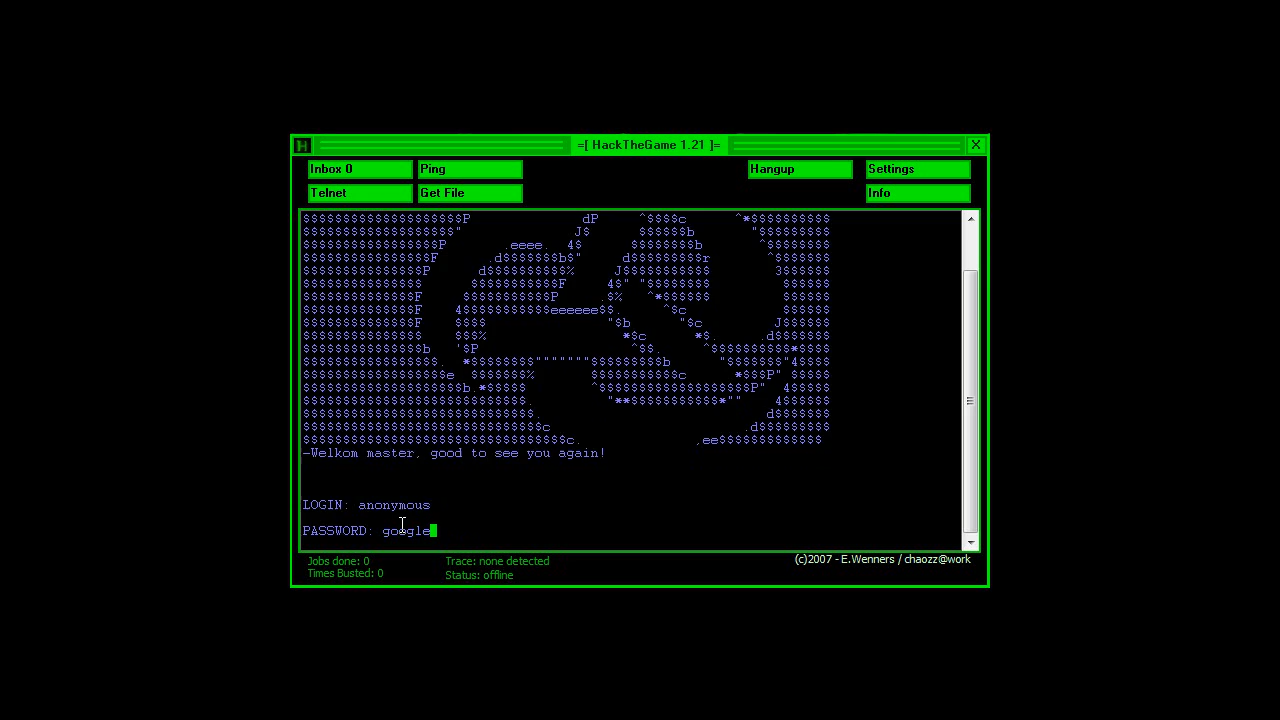 =[ HackTheGame 1.21 ]=
Inbox 0
Ping
Hangup
Settings
Telnet
Get File
Info
-Welkom master, good to see you again!
LOGIN: anonymous
PASSWORD: google
Jobs done: 0
Trace: none detected
(c)2007 - E.Wenners / chaozz@work
Times Busted: 0
Status: offline